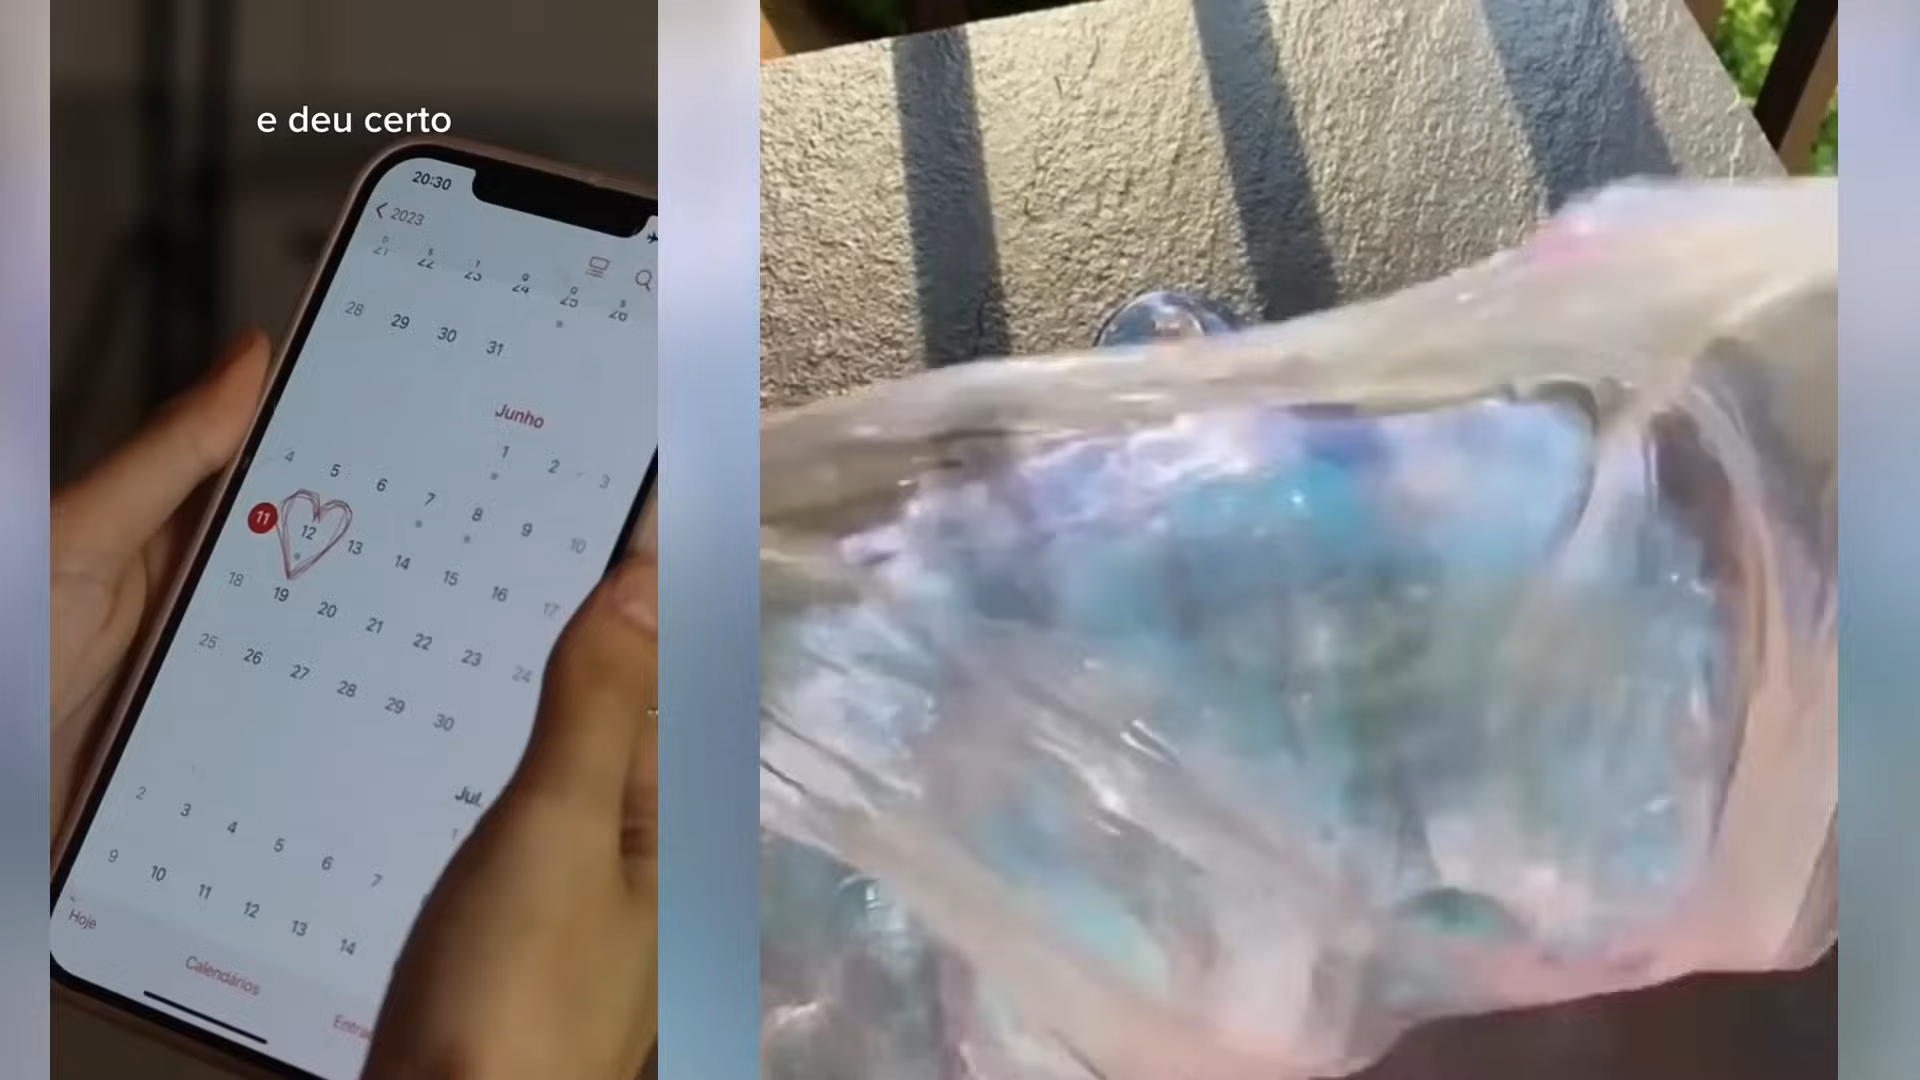 e deu certo
20:30
2023
28 29 30 31
Junho
1 2 3
4 5 6 7 8 9 10
11 12 13 14 15 16 17
18 19 20 21 22 23 24
25 26 27 28 29 30
Jul.
1
2 3 4 5 6 7
9 10 11 12 13 14
Hoje
Calendários